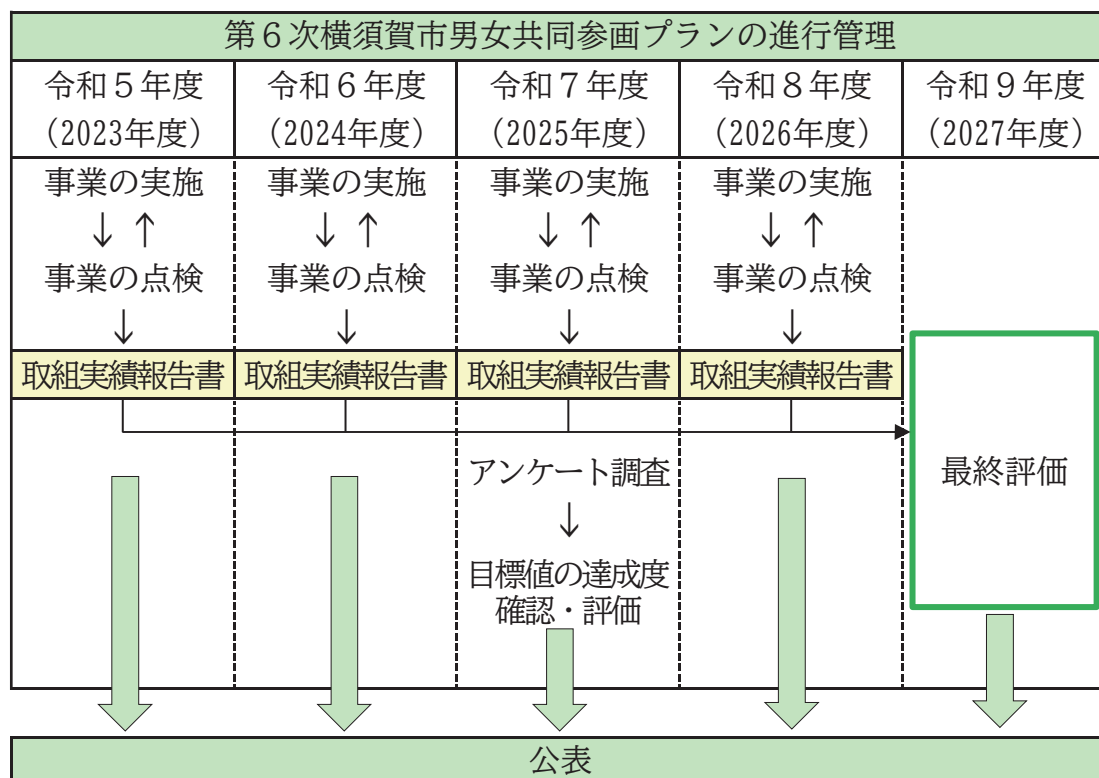 第６次横須賀市男女共同参画プランの進行管理
令和５年度 令和６年度 令和７年度 令和８年度 令和９年度
（2023年度） （2024年度） （2025年度） （2026年度） （2027年度）
事業の実施 事業の実施 事業の実施 事業の実施
↓ ↑ ↓ ↑ ↓ ↑ ↓ ↑
事業の点検 事業の点検 事業の点検 事業の点検
↓ ↓ ↓ ↓
取組実績報告書 取組実績報告書 取組実績報告書 取組実績報告書
アンケート調査 最終評価
↓
目標値の達成度
確認・評価
公表